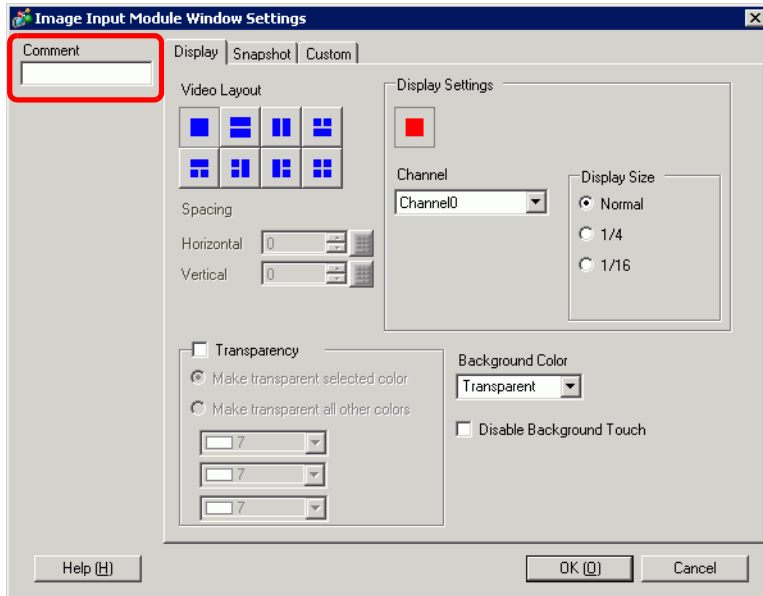 Image Input Module Window Settings
Comment
Display Snapshot Custom
Video Layout
Spacing
Horizontal 0
Vertical 0
Display Settings
Channel
Channel0
Display Size
Normal
1/4
1/16
Transparency
Make transparent selected color
Make transparent all other colors
7
7
7
Background Color
Transparent
Disable Background Touch
Help (H)
OK (O)
Cancel